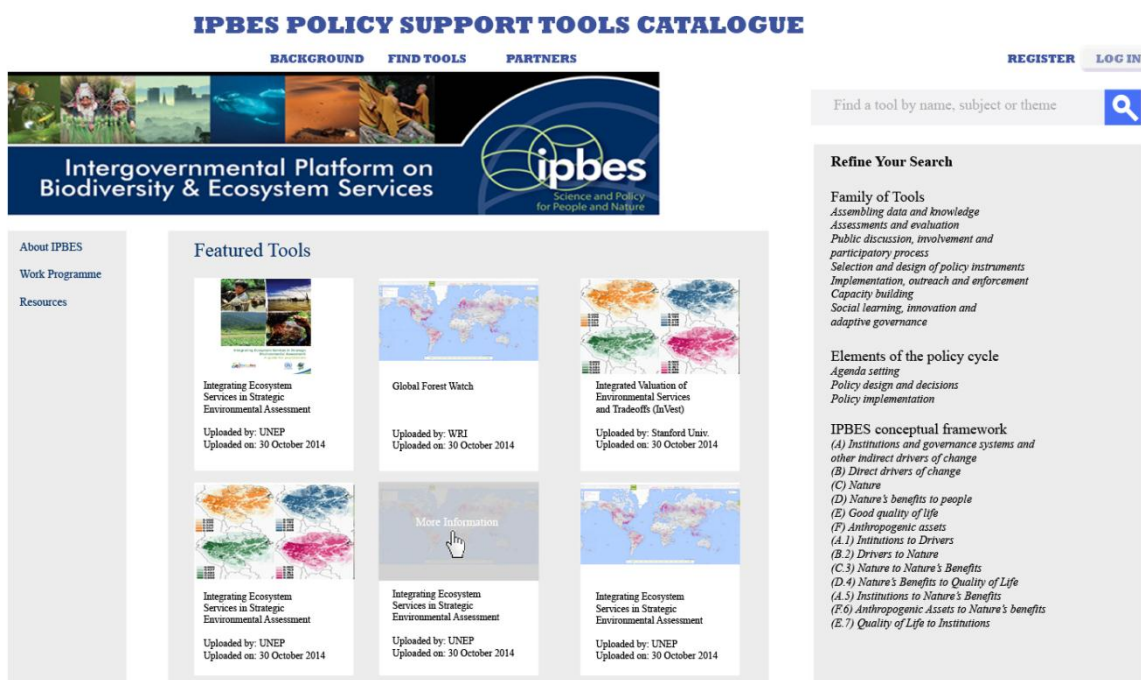 IPBES POLICY SUPPORT TOOLS CATALOGUE
BACKGROUND FIND TOOLS PARTNERS
REGISTER LOG IN
Intergovernmental Platform on
Biodiversity & Ecosystem Services
ipbes
Science and Policy
for People and Nature
Find a tool by name, subject or theme
About IPBES
Work Programme
Resources
Featured Tools
Integrating Ecosystem
Services in Strategic
Environmental Assessment
Uploaded by: UNEP
Uploaded on: 30 October 2014
Global Forest Watch
Uploaded by: WRI
Uploaded on: 30 October 2014
Integrated Valuation of
Environmental Services
and Tradeoffs (InVest)
Uploaded by: Stanford Univ.
Uploaded on: 30 October 2014
Integrating Ecosystem
Services in Strategic
Environmental Assessment
Uploaded by: UNEP
Uploaded on: 30 October 2014
More Information
Integrating Ecosystem
Services in Strategic
Environmental Assessment
Uploaded by: UNEP
Uploaded on: 30 October 2014
Integrating Ecosystem
Services in Strategic
Environmental Assessment
Uploaded by: UNEP
Uploaded on: 30 October 2014
Refine Your Search
Family of Tools
Assembling data and knowledge
Assessments and evaluation
Public discussion, involvement and
participatory process
Selection and design of policy instruments
Implementation, outreach and enforcement
Capacity building
Social learning, innovation and
adaptive governance
Elements of the policy cycle
Agenda setting
Policy design and decisions
Policy implementation
IPBES conceptual framework
(A) Institutions and governance systems and
other indirect drivers of change
(B) Direct drivers of change
(C) Nature
(D) Nature's benefits to people
(E) Good quality of life
(F) Anthropogenic assets
(A.1) Intitutions to Drivers
(B.2) Drivers to Nature
(C.3) Nature to Nature's Benefits
(D.4) Nature's Benefits to Quality of Life
(A.5) Institutions to Nature's Benefits
(F.6) Anthropogenic Assets to Nature's benefits
(E.7) Quality of Life to Institutions